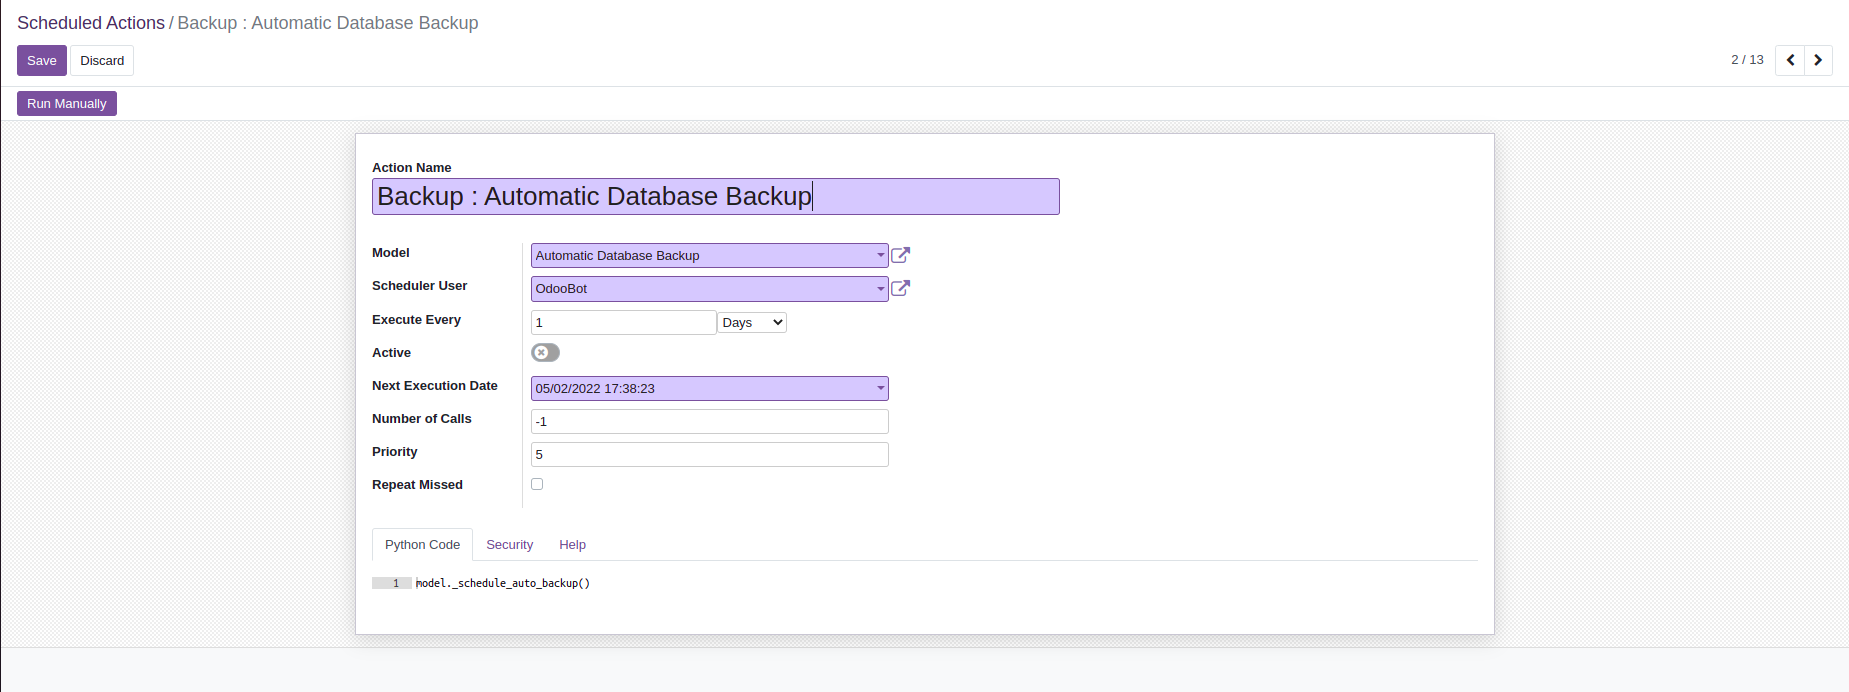 Scheduled Actions / Backup : Automatic Database Backup
Save Discard 2 / 13
Run Manually
Action Name
Backup : Automatic Database Backup
Model Automatic Database Backup
Scheduler User OdooBot
Execute Every 1 Days
Active
Next Execution Date 05/02/2022 17:38:23
Number of Calls -1
Priority 5
Repeat Missed
Python Code Security Help
1 model._schedule_auto_backup()